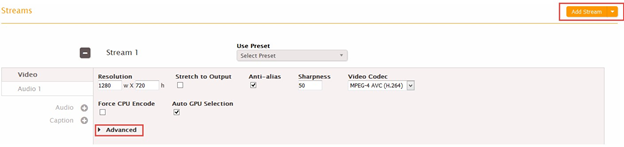 Streams
Add Stream
Stream 1
Use Preset
Select Preset
Video
Audio 1
Audio
Caption
Resolution
Stretch to Output
Anti-alias
Sharpness
Video Codec
1280 w X 720 h
50
MPEG-4 AVC (H.264)
Force CPU Encode
Auto GPU Selection
Advanced